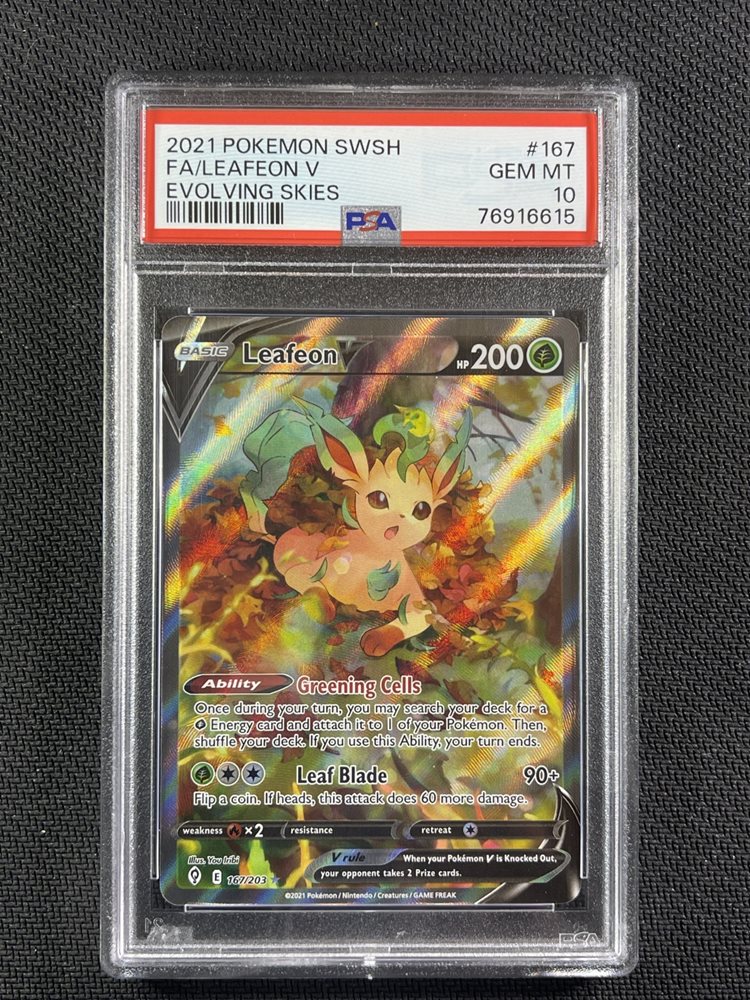 2021 POKEMON SWSH #167
FA/LEAFEON V GEM MT
EVOLVING SKIES 10
PSA 76916615
BASIC Leafeon V HP 200
Ability Greening Cells
Once during your turn, you may search your deck for a
Energy card and attach it to 1 of your Pokémon. Then,
shuffle your deck. If you use this Ability, your turn ends.
Leaf Blade 90+
Flip a coin. If heads, this attack does 60 more damage.
weakness ×2 resistance retreat
Illus. You Iribi
V rule When your Pokémon V is Knocked Out,
your opponent takes 2 Prize cards.
E 167/203
©2021 Pokémon / Nintendo / Creatures / GAME FREAK
PSA